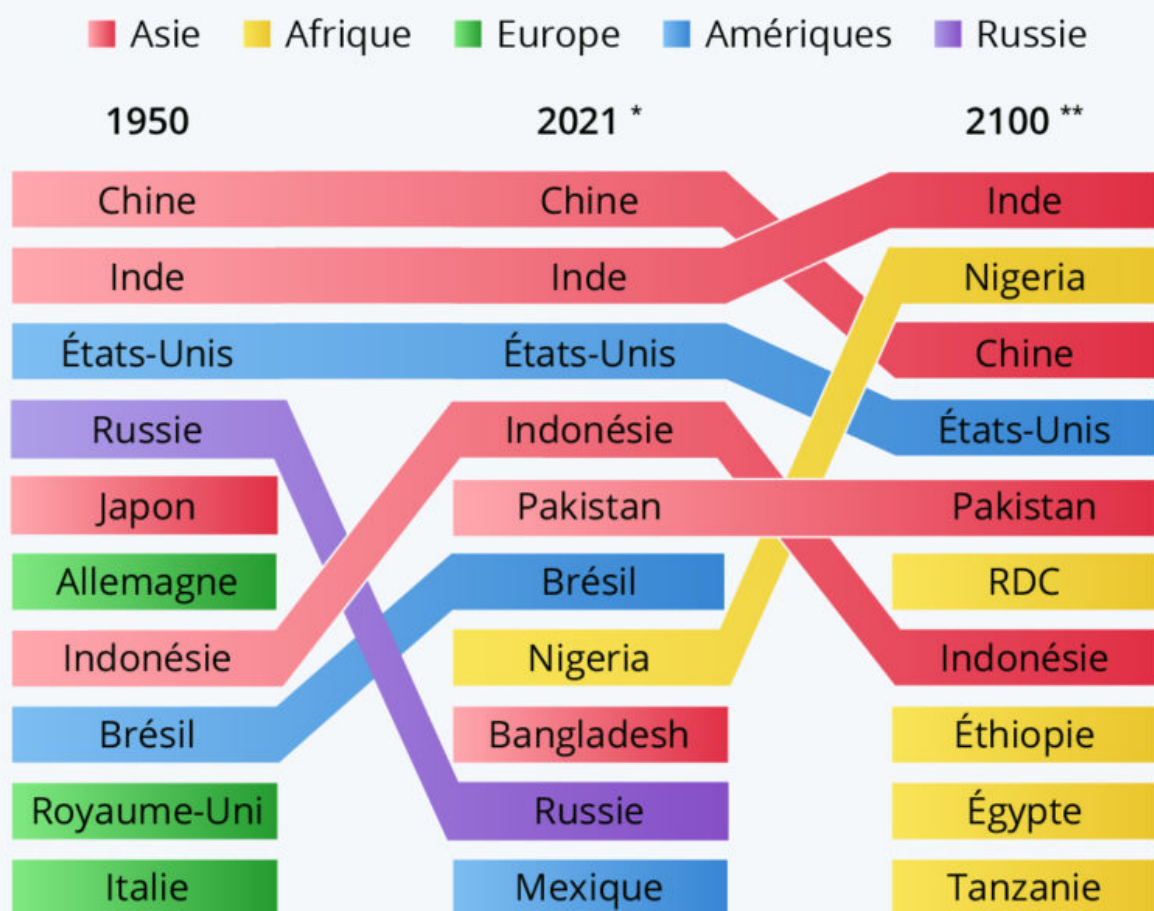 Asie Afrique Europe Amériques Russie
1950 2021 * 2100 **
Chine Chine Inde
Inde Inde Nigeria
États-Unis États-Unis Chine
Russie Indonésie États-Unis
Japon Pakistan Pakistan
Allemagne Brésil RDC
Indonésie Nigeria Indonésie
Brésil Bangladesh Éthiopie
Royaume-Uni Russie Égypte
Italie Mexique Tanzanie